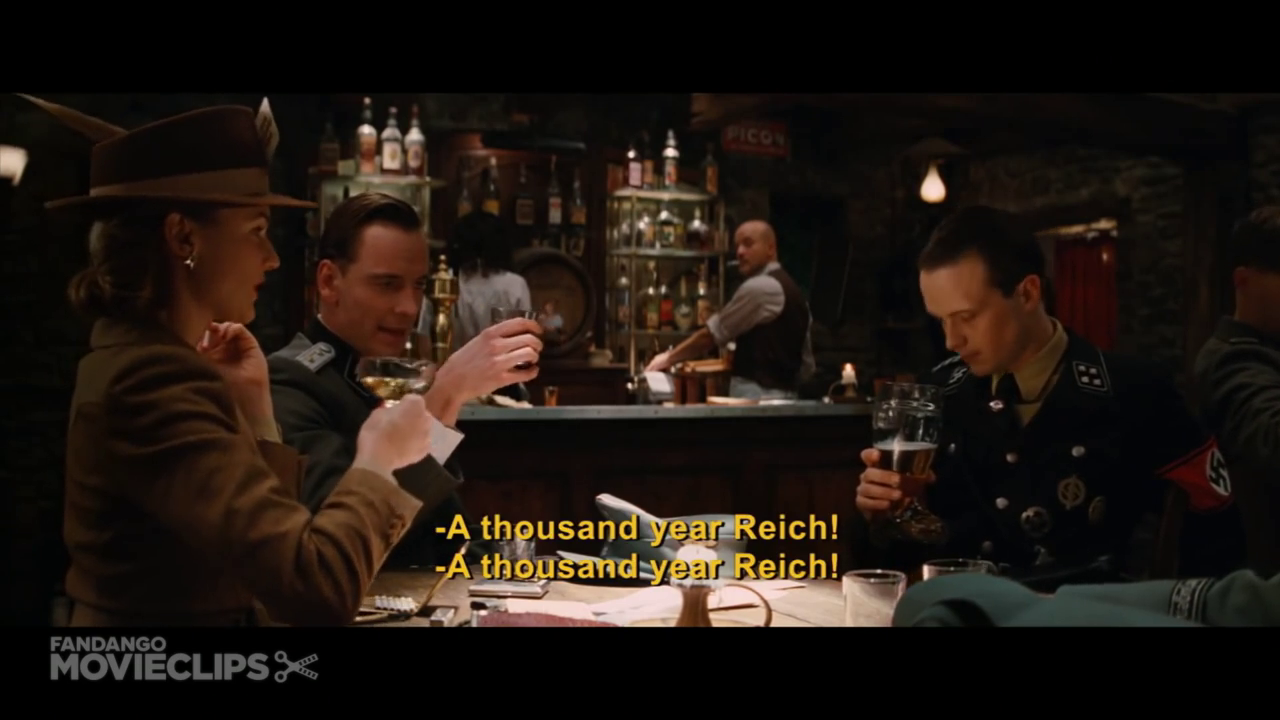 PICON
-A thousand year Reich!
-A thousand year Reich!
FANDANGO
MOVIECLIPS